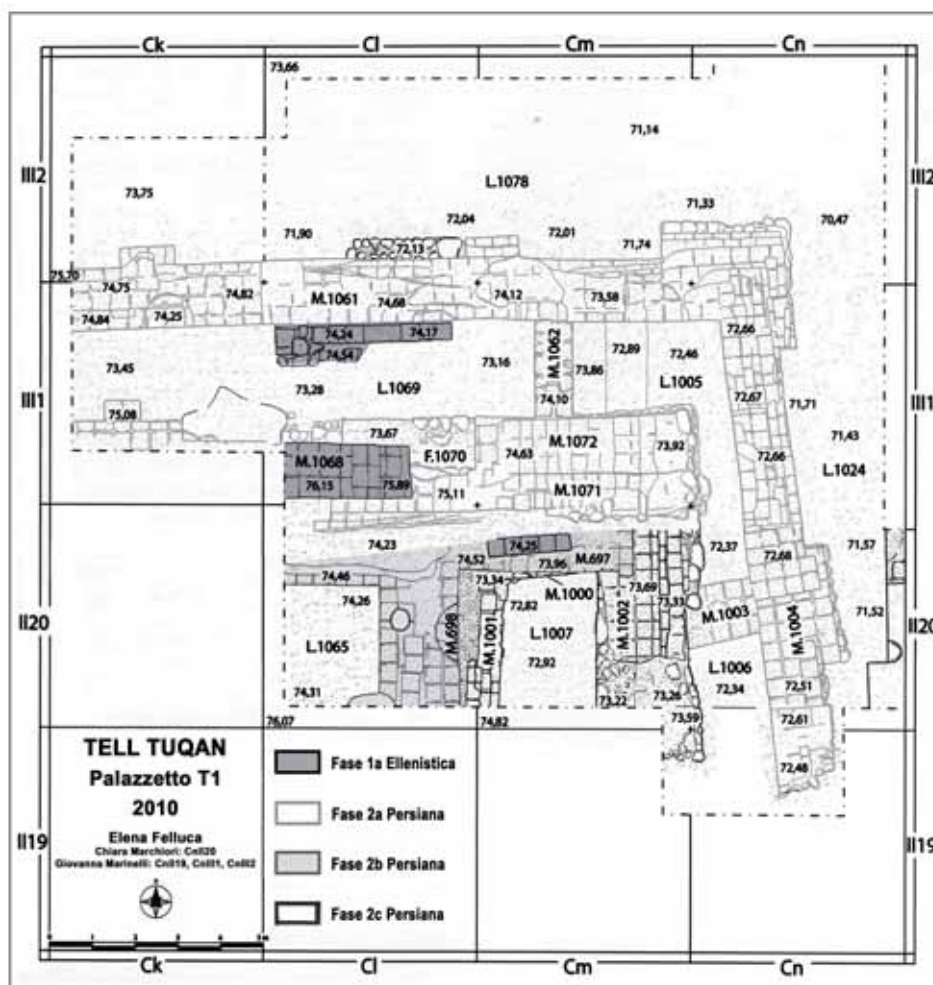 Ck Cl Cm Cn
73,66
71,14
III2 III2
73,75
L.1078
71,33
70,47
72,04
71,90 72,13 72,01 71,74
75,70
74,75 74,82 M.1061 74,68 74,12 73,58
74,84 74,25
74,24 74,17 M.1062 72,89 72,66
74,54 73,16 72,46
73,45 73,86
73,28 L.1069 L.1005 72,67
III1 74,10 71,71 III1
75,08
73,67 M.1072 73,92 71,43
F.1070 74,63
M.1068 72,66 L.1024
76,15 75,89 75,11 M.1071
74,23 74,25 72,37 71,57
74,52 73,96 M.697 72,68
74,46 73,34 M.1000 73,69
74,26 72,82 73,33 71,52
II20 M.698 M.1001 L.1007 M.1002 M.1003 M.1004 II20
L.1065 72,92 L.1006
74,31 72,34 72,51
73,22 73,26
76,07 74,82 73,59 72,61
72,48
TELL TUQAN
Palazzetto T1
2010
Elena Felluca
Chiara Marchiori: CnII20
Giovanna Marinelli: CnII19, CnIII1, CnIII2
II19 II19
Fase 1a Ellenistica
Fase 2a Persiana
Fase 2b Persiana
Fase 2c Persiana
Ck Cl Cm Cn